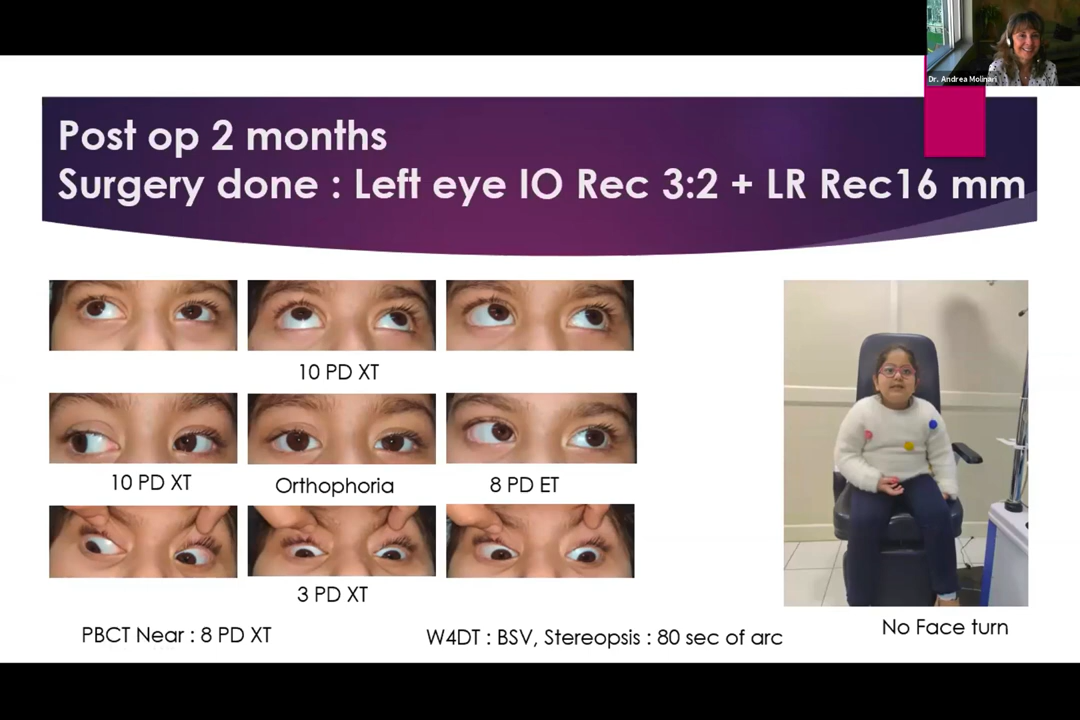 Dr. Andrea Molinari
Post op 2 months
Surgery done : Left eye IO Rec 3:2 + LR Rec16 mm
10 PD XT
10 PD XT
Orthophoria
8 PD ET
3 PD XT
PBCT Near : 8 PD XT
W4DT : BSV, Stereopsis : 80 sec of arc
No Face turn